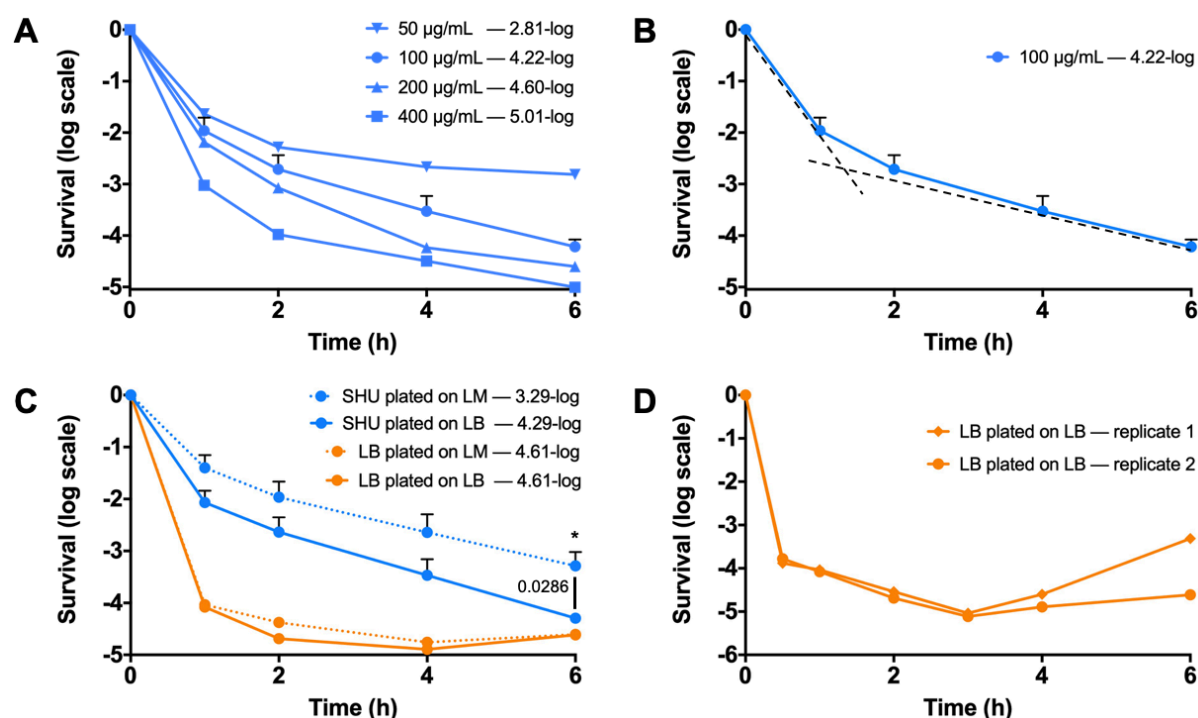 A
Survival (log scale)
0
-1
-2
-3
-4
-5
0
2
4
6
Time (h)
50 µg/mL — 2.81-log
100 µg/mL — 4.22-log
200 µg/mL — 4.60-log
400 µg/mL — 5.01-log
B
Survival (log scale)
0
-1
-2
-3
-4
-5
0
2
4
6
Time (h)
100 µg/mL — 4.22-log
C
Survival (log scale)
0
-1
-2
-3
-4
-5
0
2
4
6
Time (h)
SHU plated on LM — 3.29-log
SHU plated on LB — 4.29-log
LB plated on LM — 4.61-log
LB plated on LB — 4.61-log
*
0.0286
D
Survival (log scale)
0
-1
-2
-3
-4
-5
-6
0
2
4
6
Time (h)
LB plated on LB — replicate 1
LB plated on LB — replicate 2